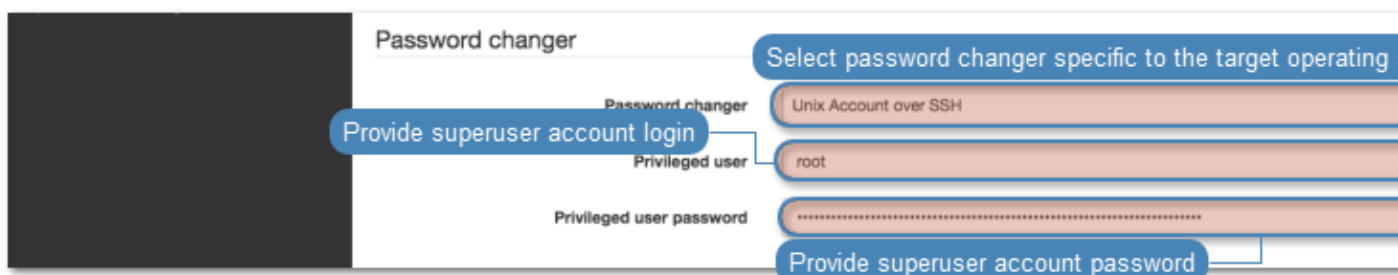 Password changer
Select password changer specific to the target operating
Password changer
Unix Account over SSH
Provide superuser account login
Privileged user
root
Privileged user password
Provide superuser account password